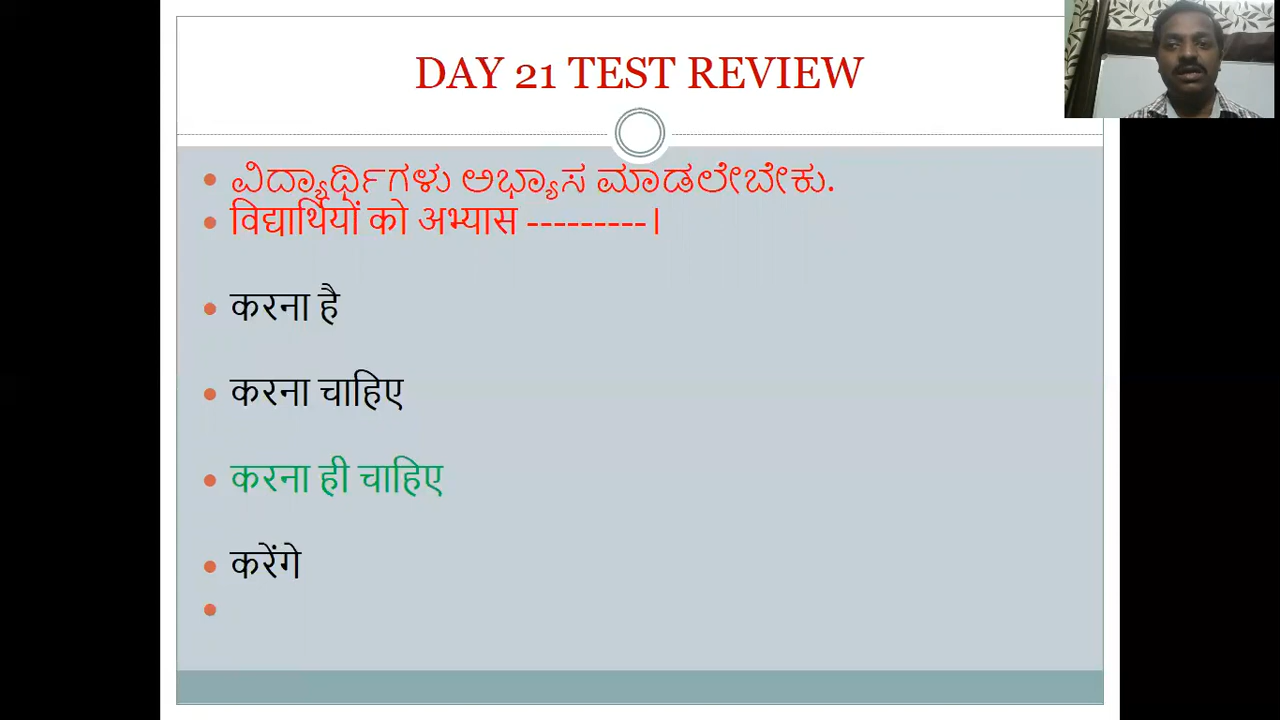 DAY 21 TEST REVIEW
ವಿದ್ಯಾರ್ಥಿಗಳು ಅಭ್ಯಾಸ ಮಾಡಲೇಬೇಕು.
विद्यार्थियों को अभ्यास ---------।
करना है
करना चाहिए
करना ही चाहिए
करेंगे